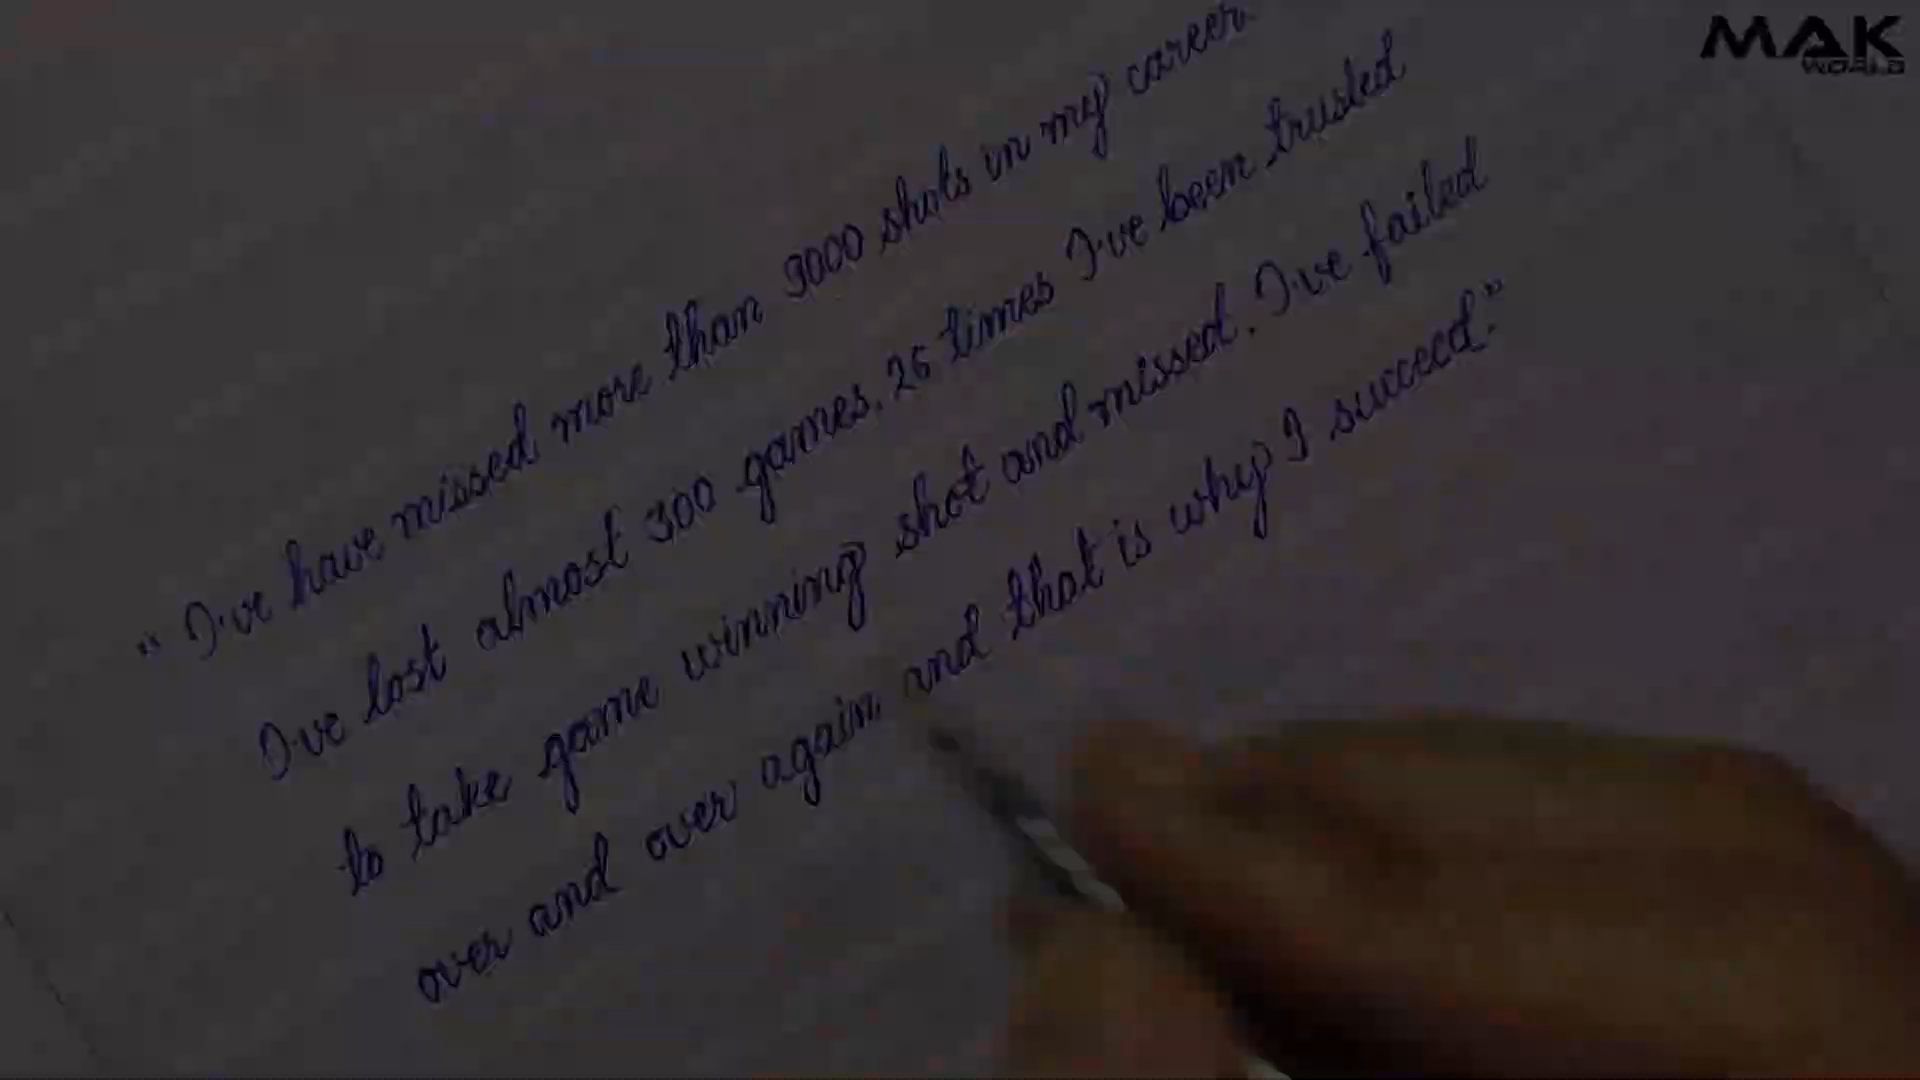 MAK
WORLD
"I've have missed more than 9000 shots in my career.
I've lost almost 300 games. 26 times I've been trusted
to take game winning shot and missed. I've failed
over and over again and that is why I succeed."